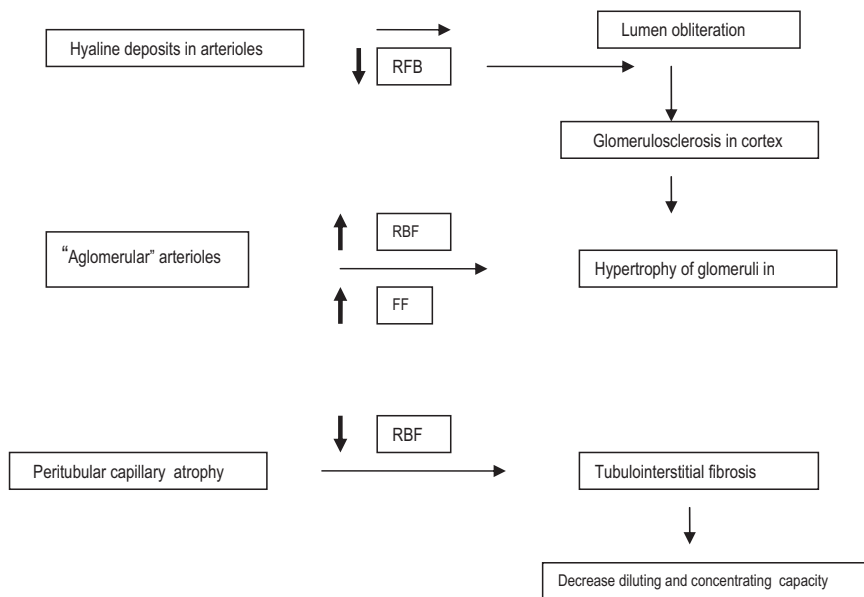 Hyaline deposits in arterioles
RFB
Lumen obliteration
Glomerulosclerosis in cortex
“Aglomerular” arterioles
RBF
FF
Hypertrophy of glomeruli in
Peritubular capillary atrophy
RBF
Tubulointerstitial fibrosis
Decrease diluting and concentrating capacity